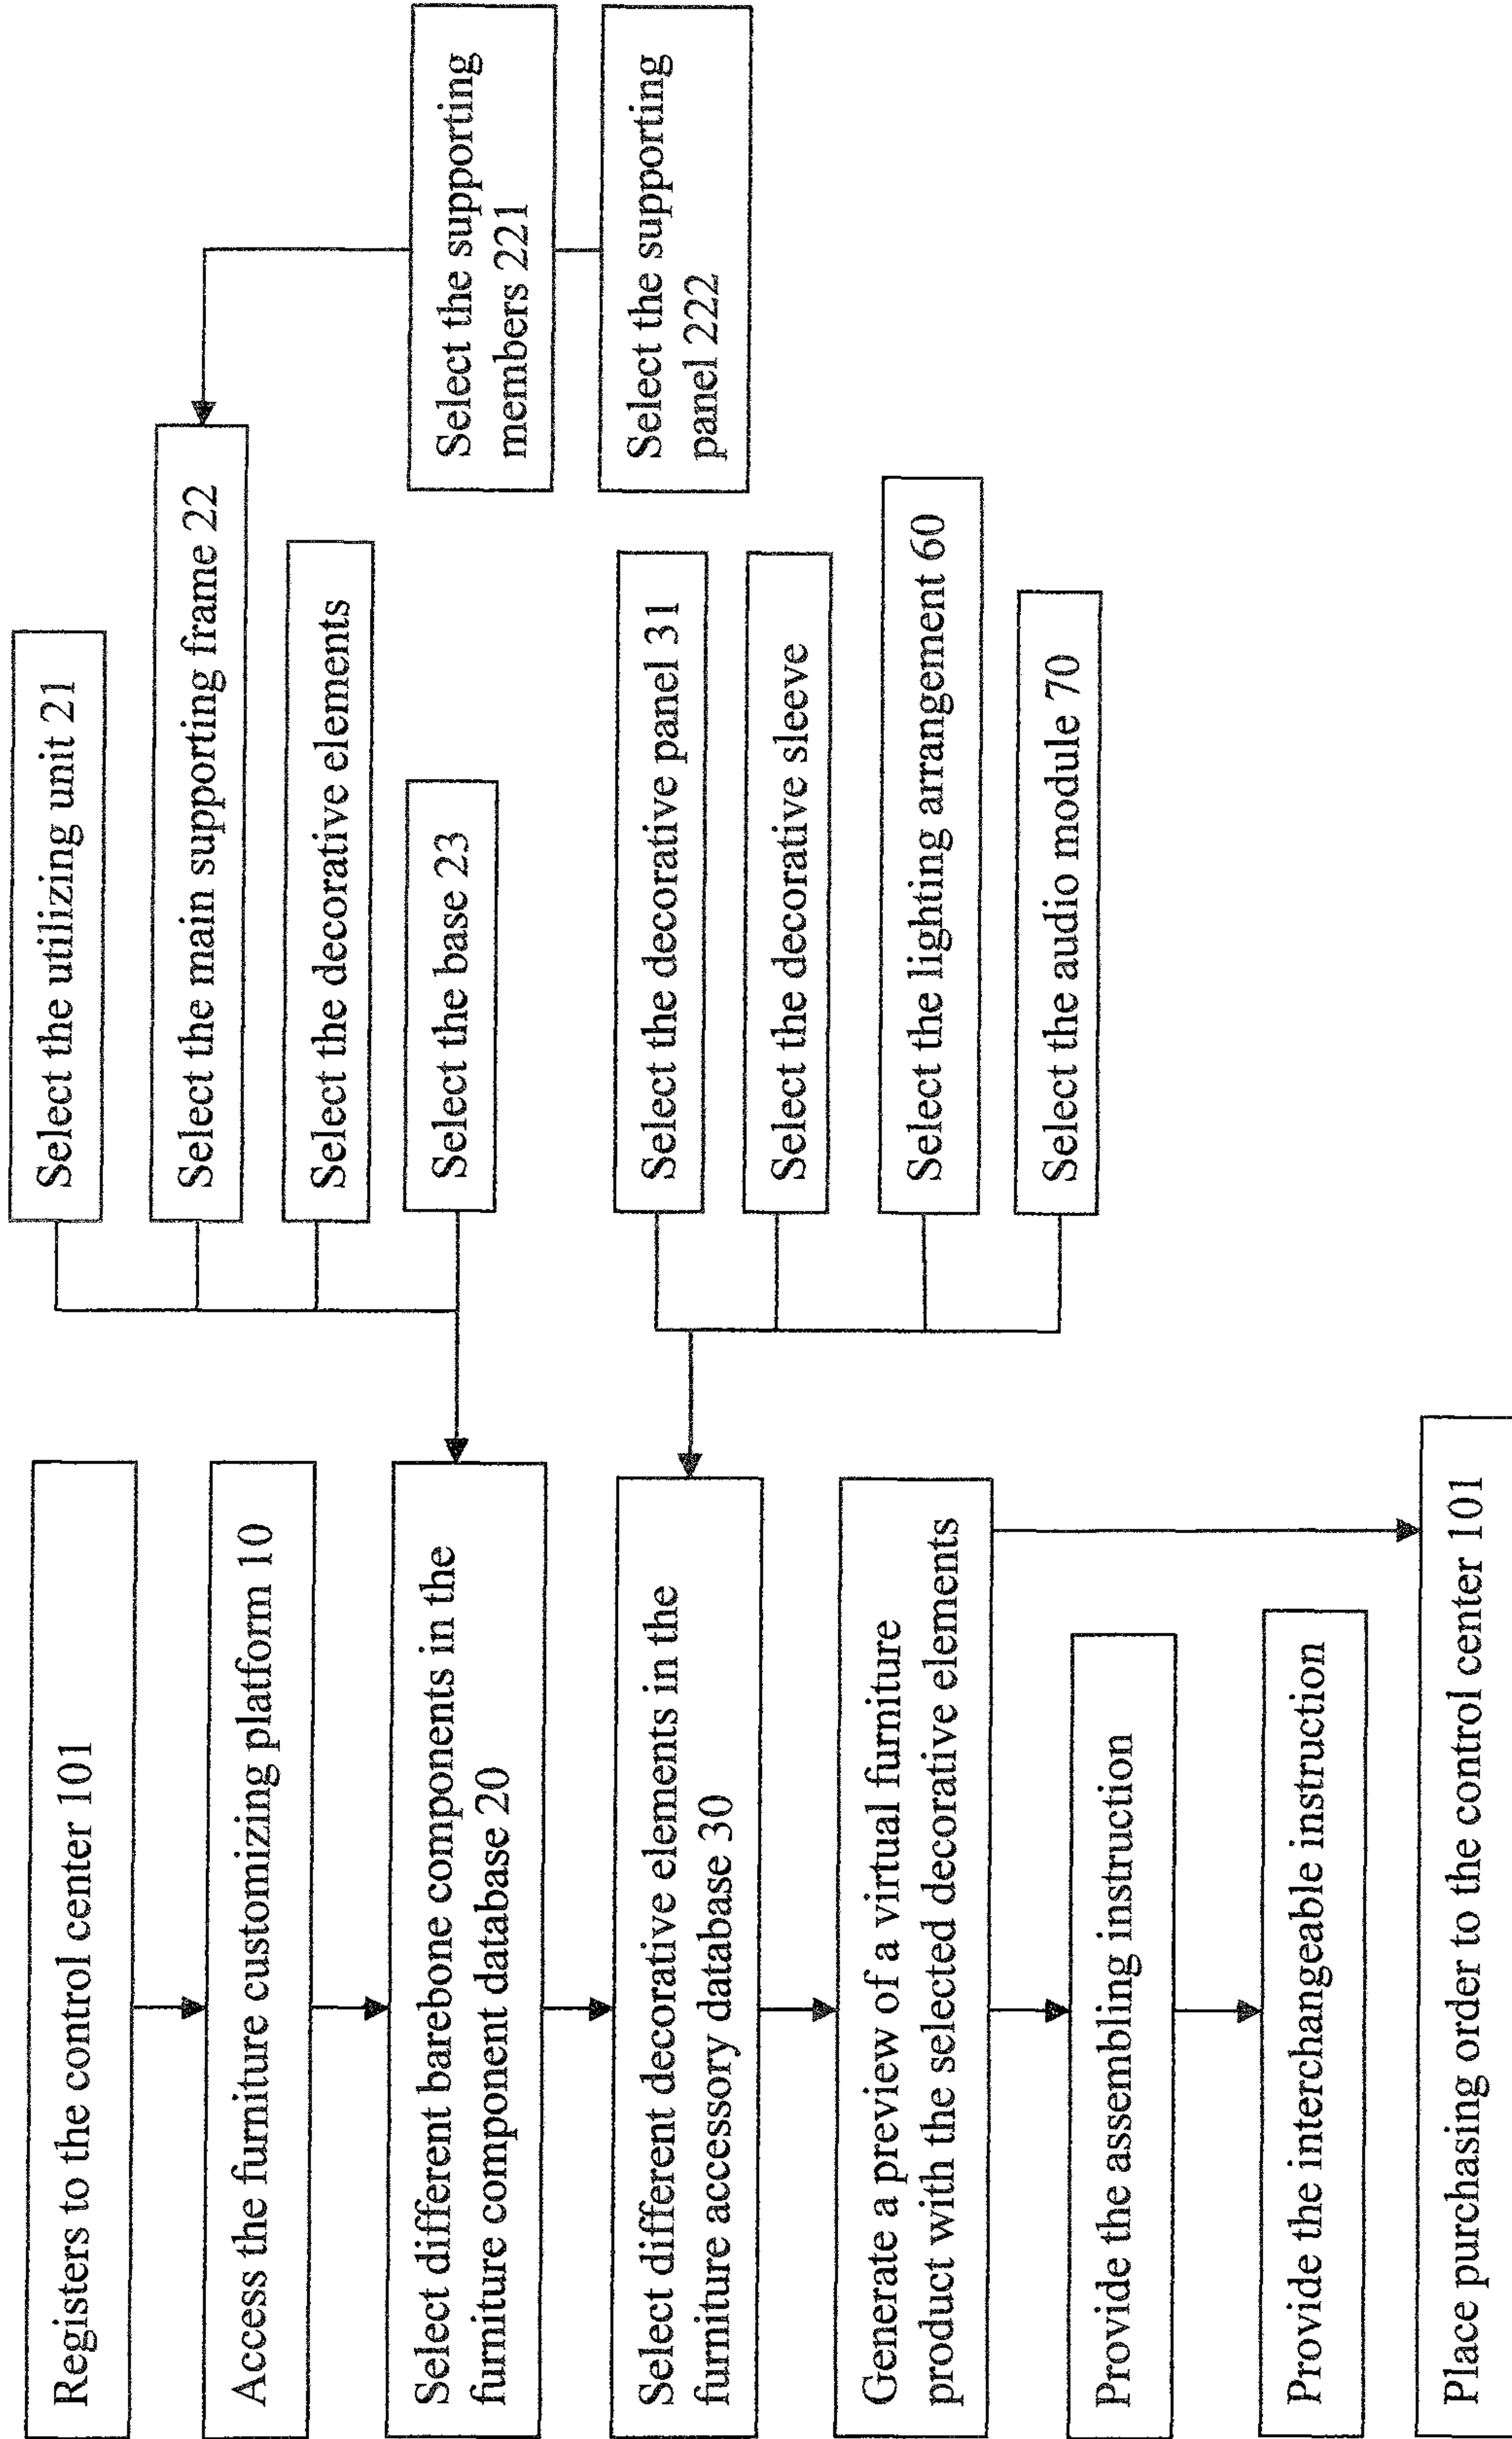 Registers to the control center 101
Access the furniture customizing platform 10
Select different barebone components in the
furniture component database 20
Select different decorative elements in the
furniture accessory database 30
Generate a preview of a virtual furniture
product with the selected decorative elements
Provide the assembling instruction
Provide the interchangeable instruction
Place purchasing order to the control center 101
Select the utilizing unit 21
Select the main supporting frame 22
Select the decorative elements
Select the base 23
Select the decorative panel 31
Select the decorative sleeve
Select the lighting arrangement 60
Select the audio module 70
Select the supporting
members 221
Select the supporting
panel 222